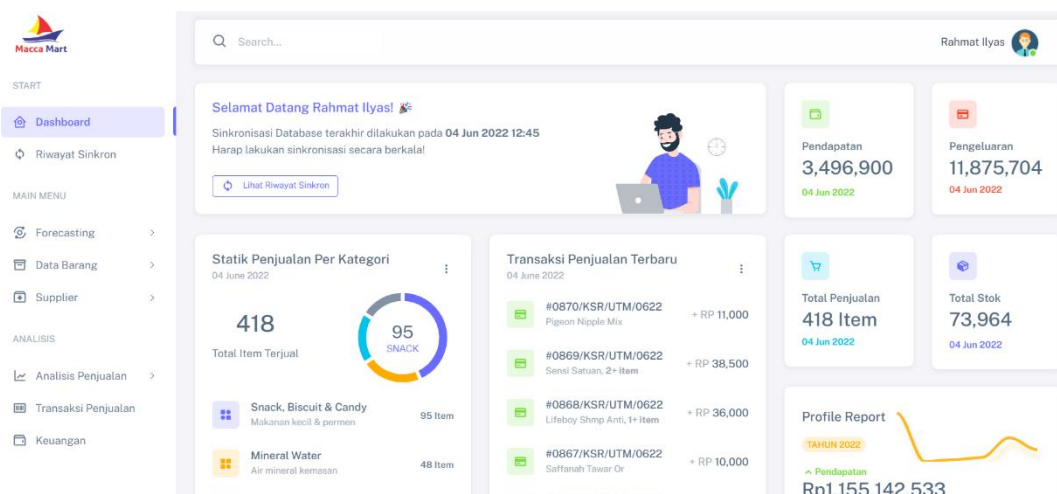 Macca Mart
START
Dashboard
Riwayat Sinkron
MAIN MENU
Forecasting
Data Barang
Supplier
ANALISIS
Analisis Penjualan
Transaksi Penjualan
Keuangan
Search...
Rahmat Ilyas
Selamat Datang Rahmat Ilyas! 🎉
Sinkronisasi Database terakhir dilakukan pada 04 Jun 2022 12:45
Harap lakukan sinkronisasi secara berkala!
Lihat Riwayat Sinkron
Pendapatan
3,496,900
04 Jun 2022
Pengeluaran
11,875,704
04 Jun 2022
Statik Penjualan Per Kategori
04 June 2022
418
Total Item Terjual
95
SNACK
Snack, Biscuit & Candy
Makanan kecil & permen
95 Item
Mineral Water
Air mineral kemasan
48 Item
Transaksi Penjualan Terbaru
04 June 2022
#0870/KSR/UTM/0622
Pigeon Nipple Mix
+ RP 11,000
#0869/KSR/UTM/0622
Sensi Satuan, 2+ item
+ RP 38,500
#0868/KSR/UTM/0622
Lifeboy Shmp Anti, 1+ item
+ RP 36,000
#0867/KSR/UTM/0622
Saffanah Tawar Or
+ RP 10,000
Total Penjualan
418 Item
04 Jun 2022
Total Stok
73,964
04 Jun 2022
Profile Report
TAHUN 2022
Pendapatan
Rp1,155,142,533